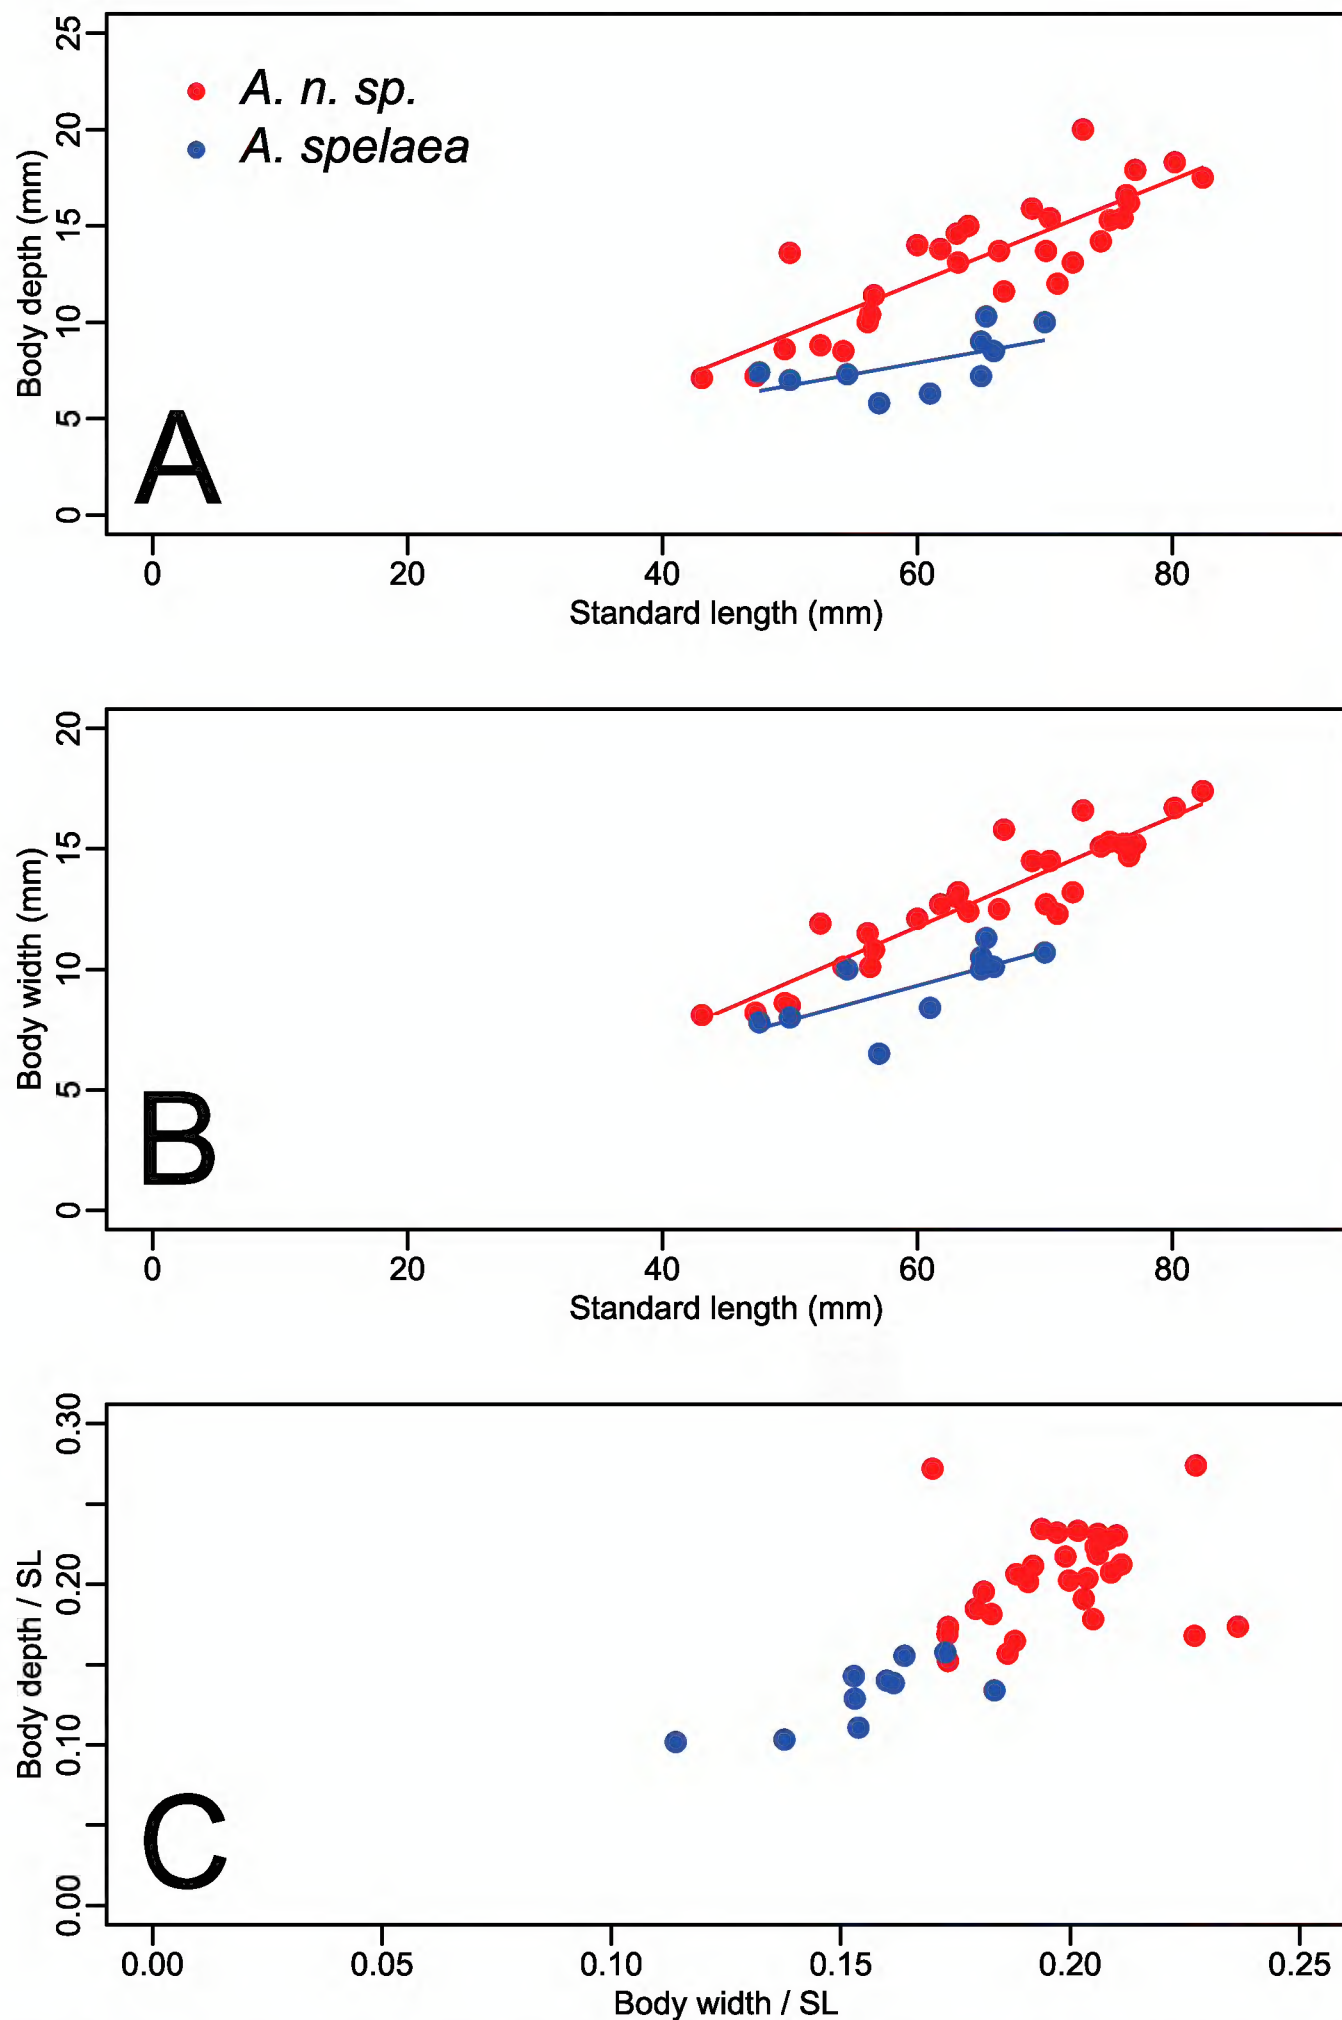 A. n. sp.
A. spelaea
Body depth (mm)
25
20
15
10
5
0
A
0 20 40 60 80
Standard length (mm)
Body width (mm)
20
15
10
5
0
B
0 20 40 60 80
Standard length (mm)
Body depth / SL
0.30
0.20
0.10
0.00
C
0.00 0.05 0.10 0.15 0.20 0.25
Body width / SL